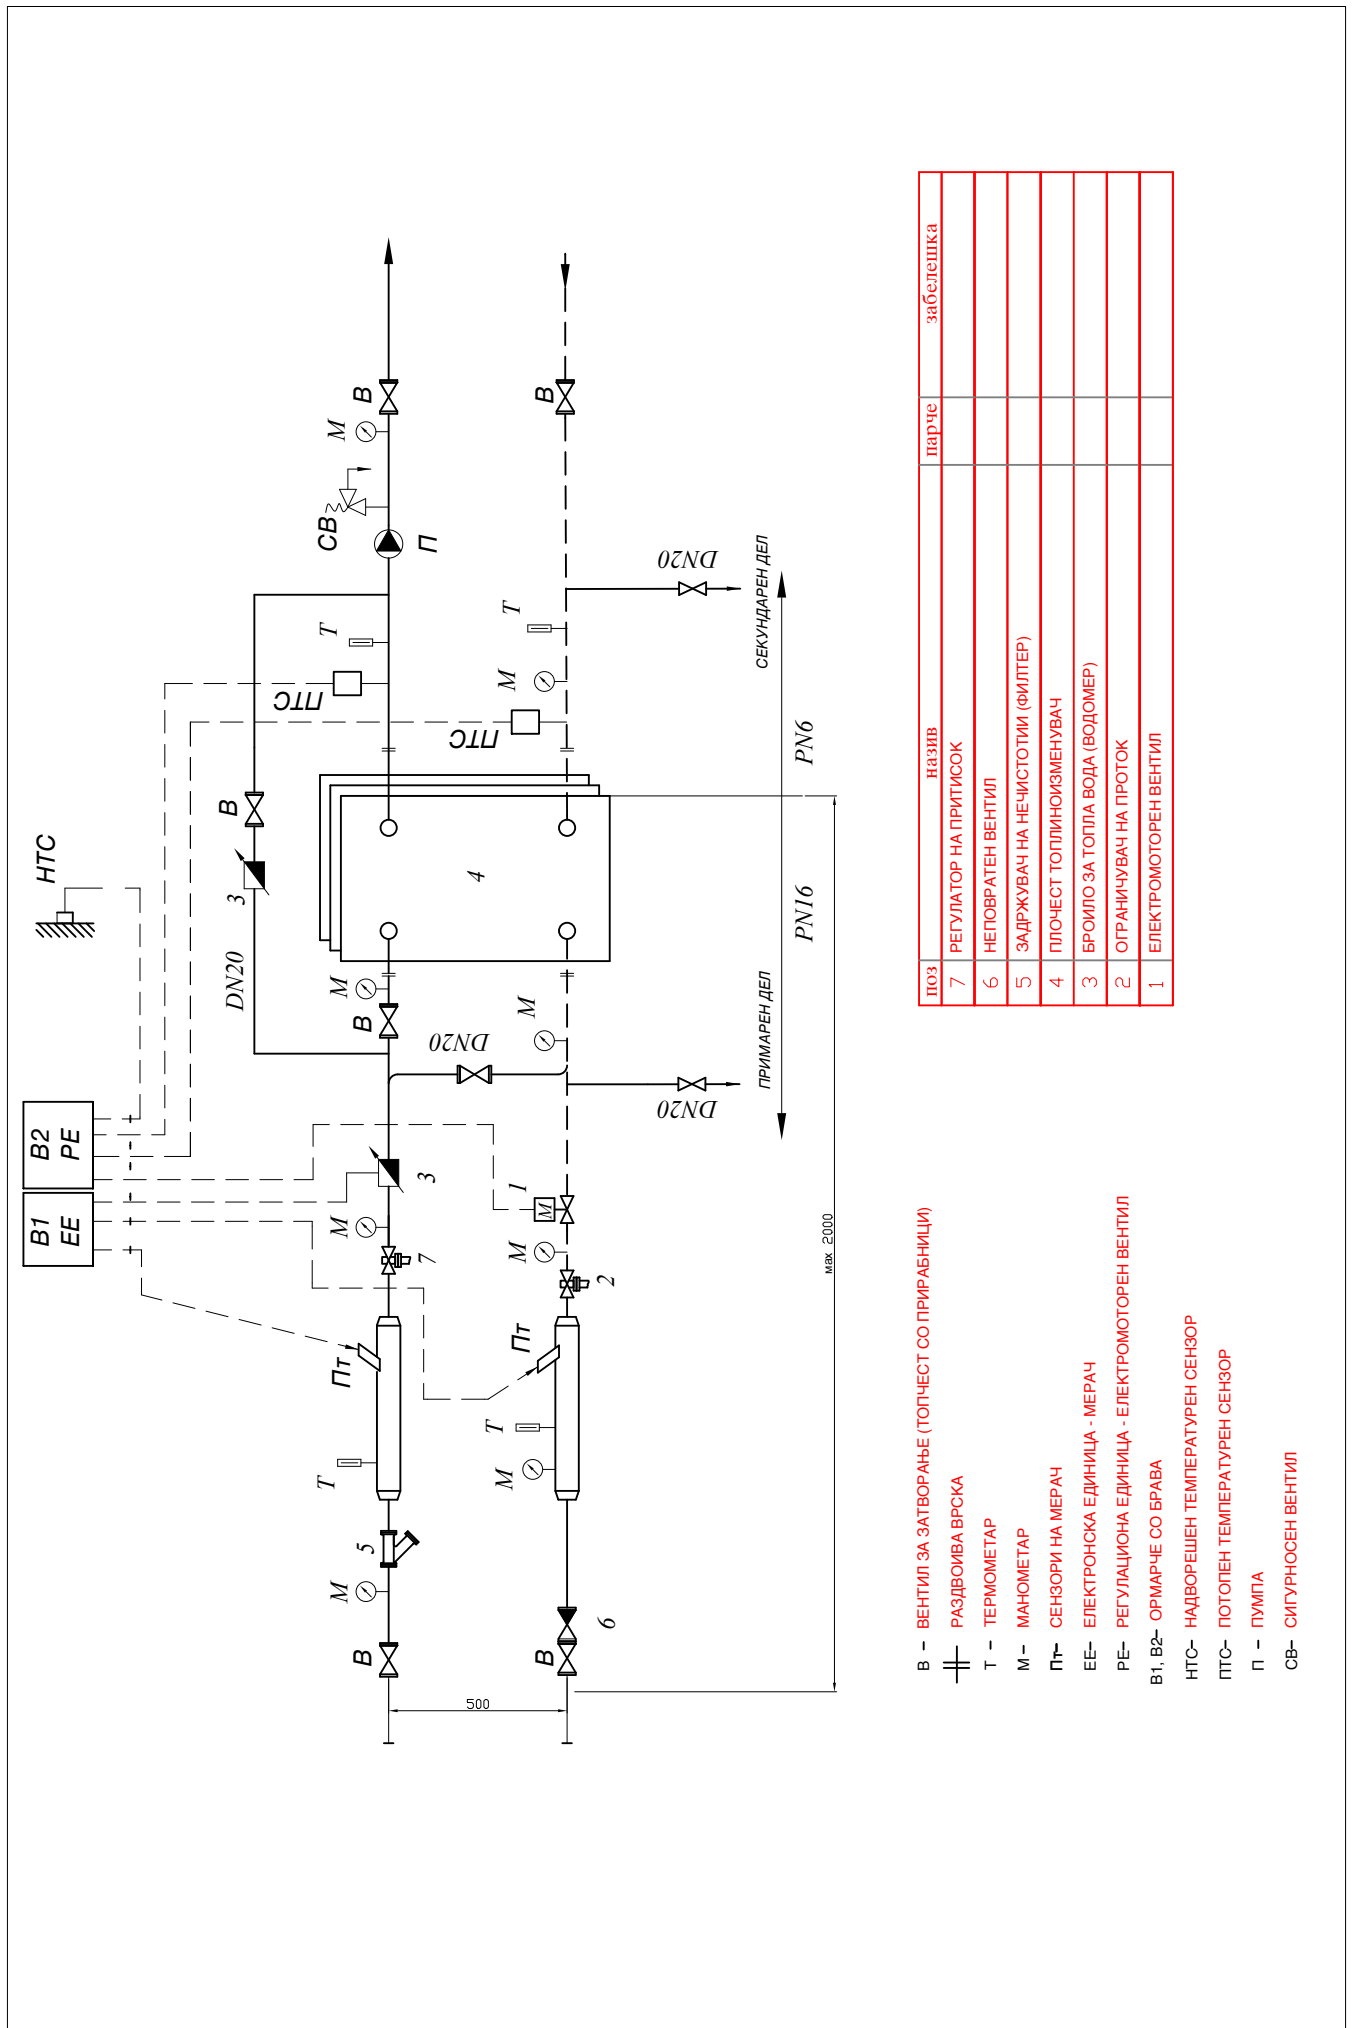 НТС
B2
РЕ
B1
ЕЕ
DN20
3
В
ПТС
Т
СВ
П
М
В
В
М
5
Т
Пт
7
М
3
В
М
DN20
4
ПТС
М
Т
В
В
6
М
Т
Пт
2
М
1
М
М
DN20
DN20
500
мах 2000
ПРИМАРЕН ДЕЛ
СЕКУНДАРЕН ДЕЛ
PN16
PN6
поз назив парче забелешка
7 РЕГУЛАТОР НА ПРИТИСОК
6 НЕПОВРАТЕН ВЕНТИЛ
5 ЗАДРЖУВАЧ НА НЕЧИСТОТИИ (ФИЛТЕР)
4 ПЛОЧЕСТ ТОПЛИНОИЗМЕНУВАЧ
3 БРОИЛО ЗА ТОПЛА ВОДА (ВОДОМЕР)
2 ОГРАНИЧУВАЧ НА ПРОТОК
1 ЕЛЕКТРОМОТОРЕН ВЕНТИЛ
В – ВЕНТИЛ ЗА ЗАТВОРАЊЕ (ТОПЧЕСТ СО ПРИРАБНИЦИ)
РАЗДВОИВА ВРСКА
Т – ТЕРМОМЕТАР
М – МАНОМЕТАР
Пт– СЕНЗОРИ НА МЕРАЧ
ЕЕ– ЕЛЕКТРОНСКА ЕДИНИЦА - МЕРАЧ
РЕ– РЕГУЛАЦИОНА ЕДИНИЦА - ЕЛЕКТРОМОТОРЕН ВЕНТИЛ
В1, В2– ОРМАРЧЕ СО БРАВА
НТС– НАДВОРЕШЕН ТЕМПЕРАТУРЕН СЕНЗОР
ПТС– ПОТОПЕН ТЕМПЕРАТУРЕН СЕНЗОР
П – ПУМПА
СВ– СИГУРНОСЕН ВЕНТИЛ